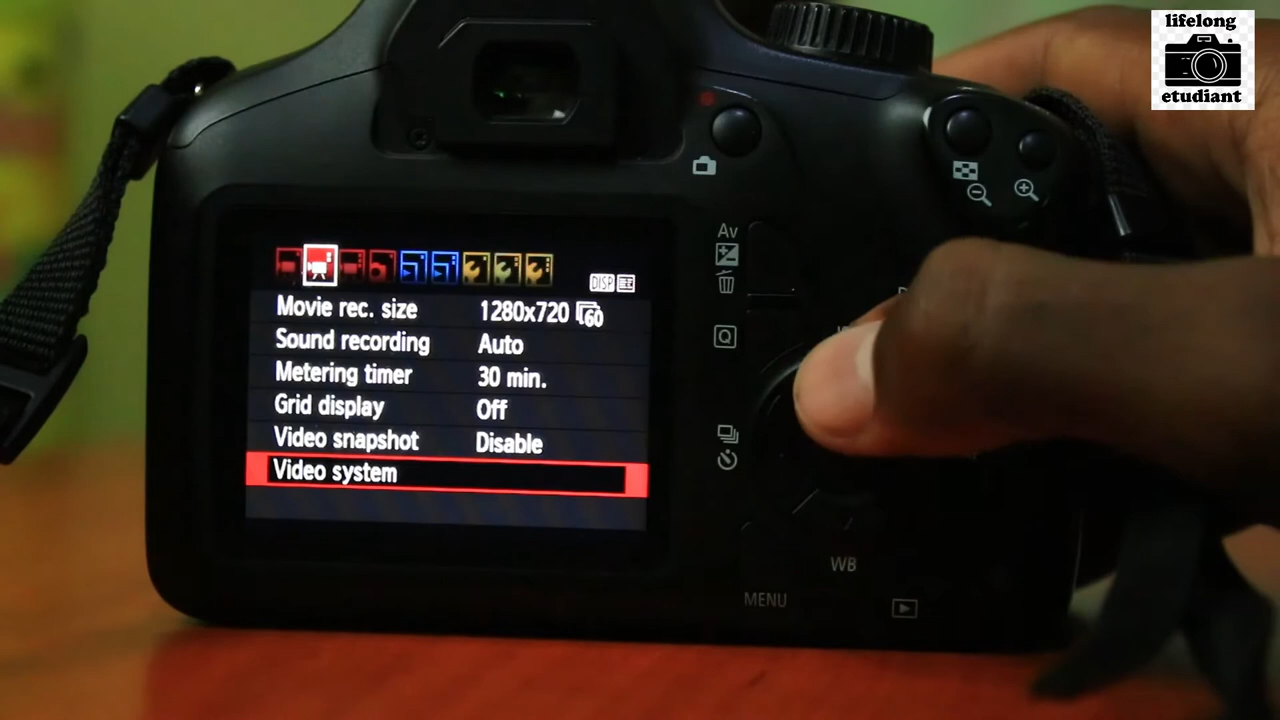 lifelong
etudiant
DISP
Movie rec. size 1280x720 60
Sound recording Auto
Metering timer 30 min.
Grid display Off
Video snapshot Disable
Video system
Av
Q
WB
MENU